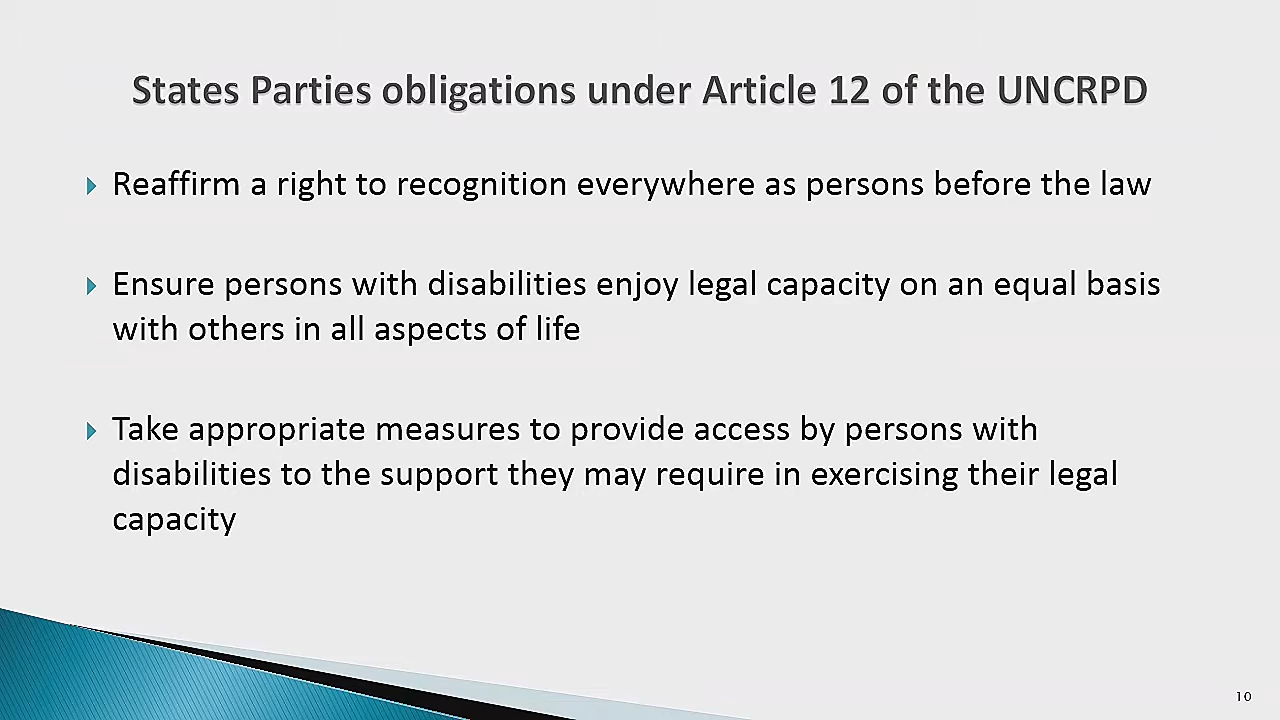 States Parties obligations under Article 12 of the UNCRPD
Reaffirm a right to recognition everywhere as persons before the law
Ensure persons with disabilities enjoy legal capacity on an equal basis
with others in all aspects of life
Take appropriate measures to provide access by persons with
disabilities to the support they may require in exercising their legal
capacity
10